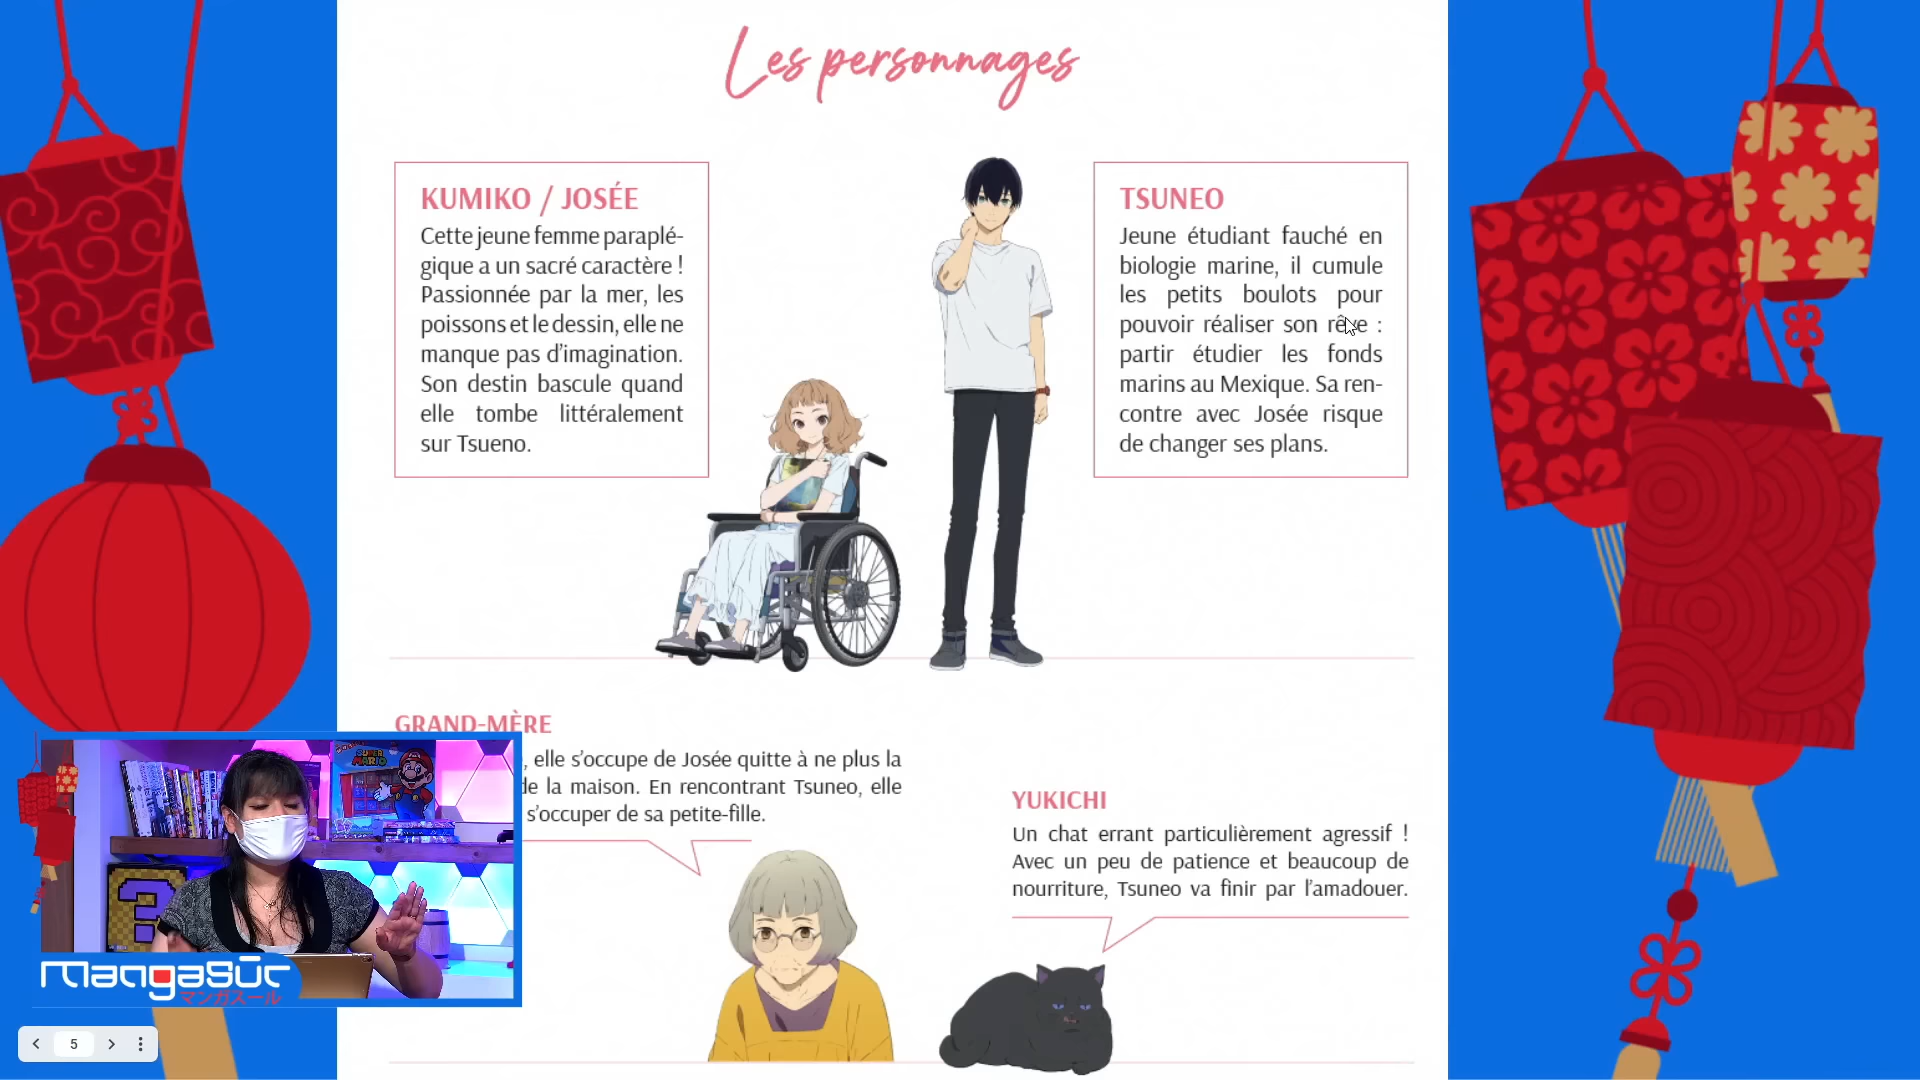 Les personnages
KUMIKO / JOSÉE
Cette jeune femme paraplé-
gique a un sacré caractère !
Passionnée par la mer, les
poissons et le dessin, elle ne
manque pas d’imagination.
Son destin bascule quand
elle tombe littéralement
sur Tsueno.
TSUNEO
Jeune étudiant fauché en
biologie marine, il cumule
les petits boulots pour
pouvoir réaliser son rêve :
partir étudier les fonds
marins au Mexique. Sa ren-
contre avec Josée risque
de changer ses plans.
GRAND-MÈRE
, elle s’occupe de Josée quitte à ne plus la
de la maison. En rencontrant Tsuneo, elle
s’occuper de sa petite-fille.
YUKICHI
Un chat errant particulièrement agressif !
Avec un peu de patience et beaucoup de
nourriture, Tsuneo va finir par l’amadouer.
SUPER
MARIO
mangaSūr
マンガスール
5